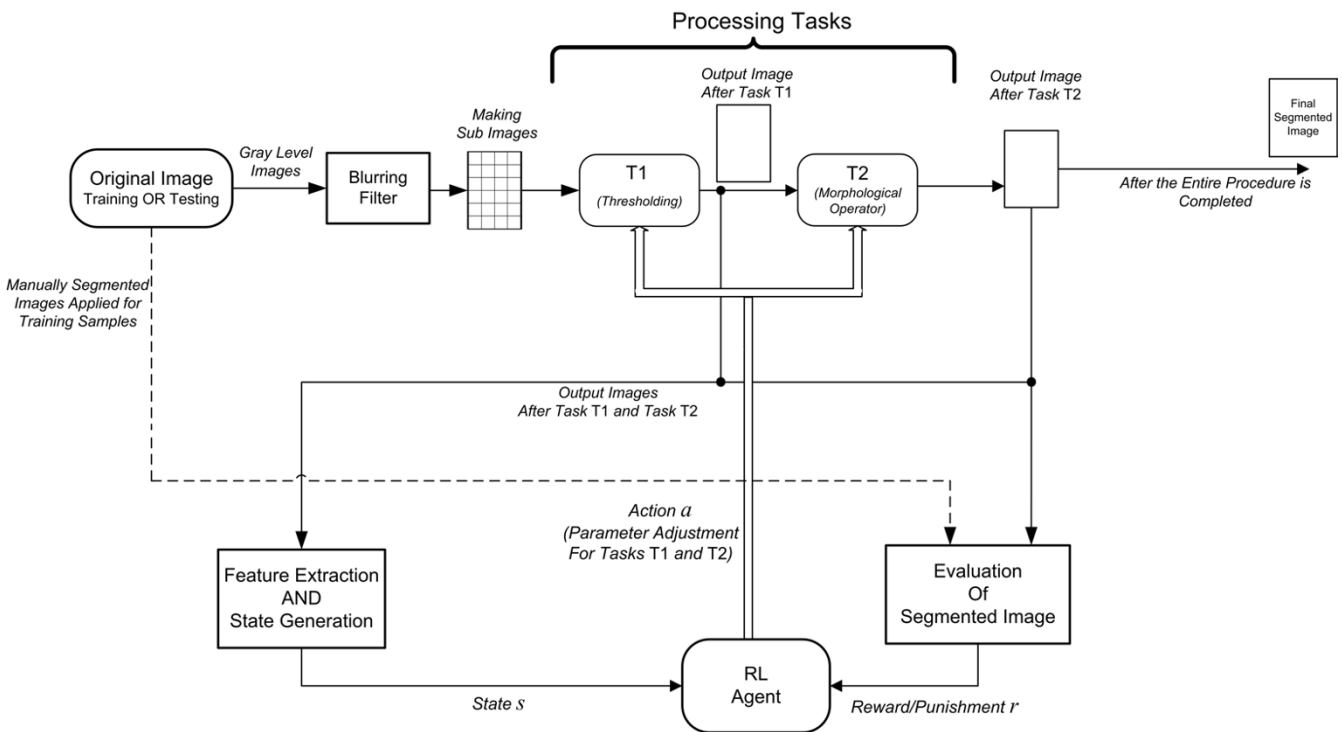 Processing Tasks
Output Image
After Task T1
Output Image
After Task T2
Final
Segmented
Image
Making
Sub Images
Gray Level
Images
Original Image
Training OR Testing
Blurring
Filter
T1
(Thresholding)
T2
(Morphological
Operator)
After the Entire Procedure is
Completed
Manually Segmented
Images Applied for
Training Samples
Output Images
After Task T1 and Task T2
Action a
(Parameter Adjustment
For Tasks T1 and T2)
Feature Extraction
AND
State Generation
Evaluation
Of
Segmented Image
RL
Agent
State s
Reward/Punishment r